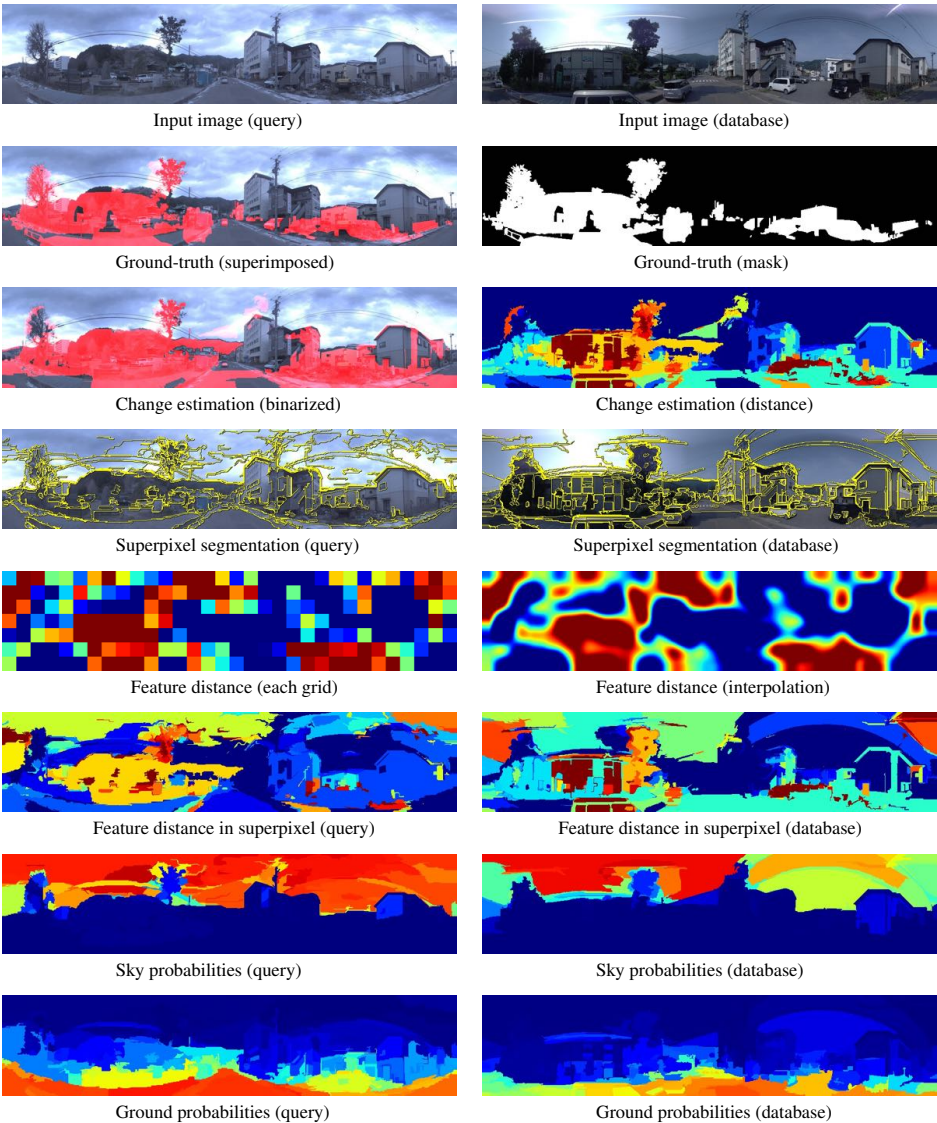 Input image (query)
Input image (database)
Ground-truth (superimposed)
Ground-truth (mask)
Change estimation (binarized)
Change estimation (distance)
Superpixel segmentation (query)
Superpixel segmentation (database)
Feature distance (each grid)
Feature distance (interpolation)
Feature distance in superpixel (query)
Feature distance in superpixel (database)
Sky probabilities (query)
Sky probabilities (database)
Ground probabilities (query)
Ground probabilities (database)